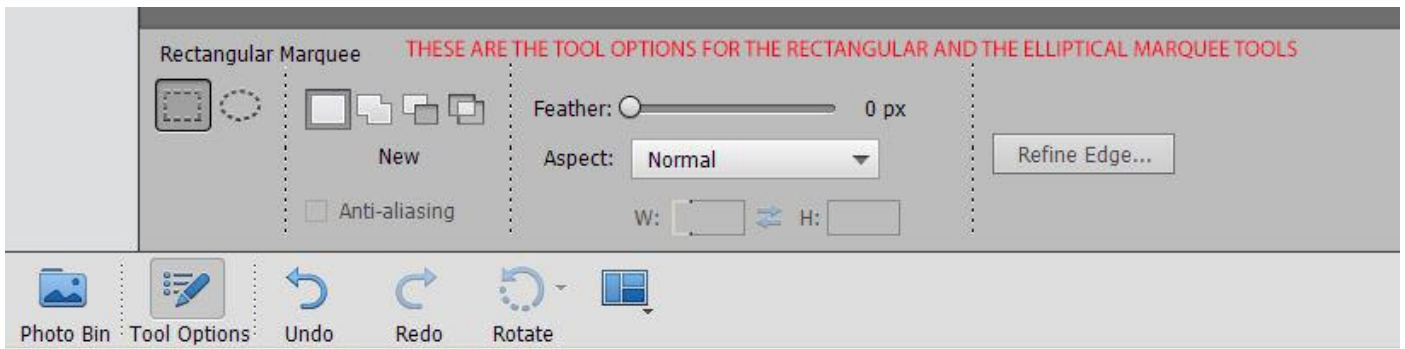 Rectangular Marquee THESE ARE THE TOOL OPTIONS FOR THE RECTANGULAR AND THE ELLIPTICAL MARQUEE TOOLS
Feather: 0 px
New
Aspect: Normal
Refine Edge...
Anti-aliasing
W: H:
Photo Bin Tool Options Undo Redo Rotate